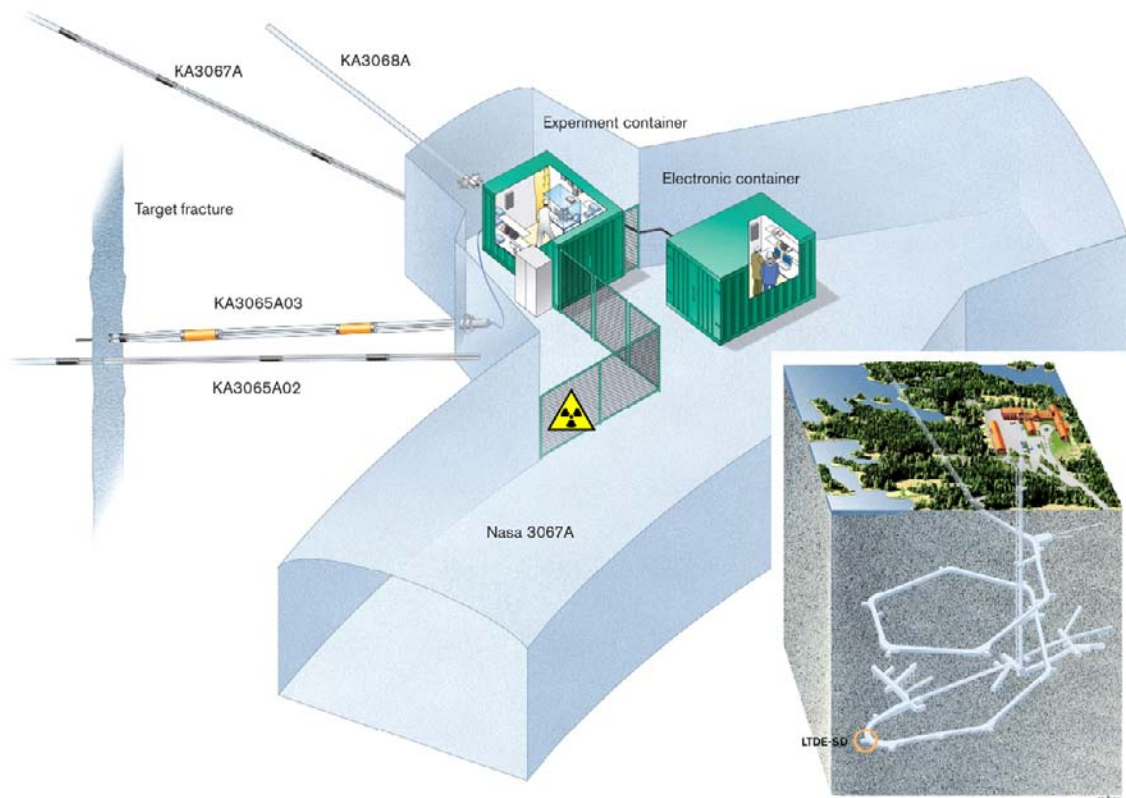 KA3067A
KA3068A
Experiment container
Electronic container
Target fracture
KA3065A03
KA3065A02
Nasa 3067A
LTDE-SD